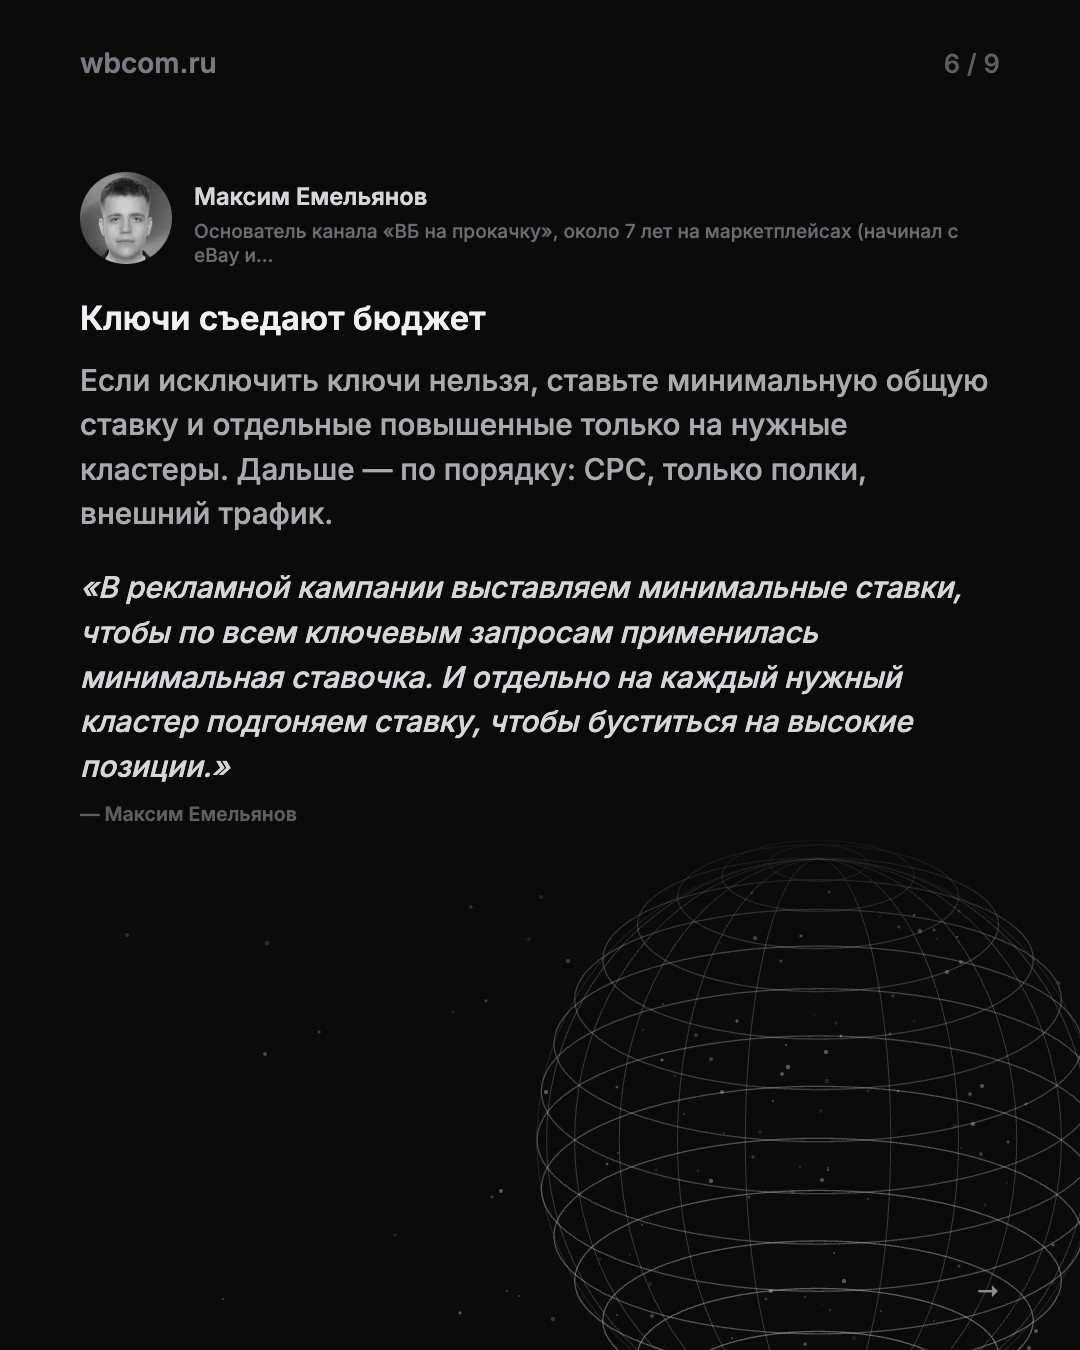 wbcom.ru
6 / 9
Максим Емельянов
Основатель канала «ВБ на прокачку», около 7 лет на маркетплейсах (начинал с
eBay и...
Ключи съедают бюджет
Если исключить ключи нельзя, ставьте минимальную общую
ставку и отдельные повышенные только на нужные
кластеры. Дальше — по порядку: CPC, только полки,
внешний трафик.
«В рекламной кампании выставляем минимальные ставки,
чтобы по всем ключевым запросам применилась
минимальная ставочка. И отдельно на каждый нужный
кластер подгоняем ставку, чтобы буститься на высокие
позиции.»
— Максим Емельянов
→